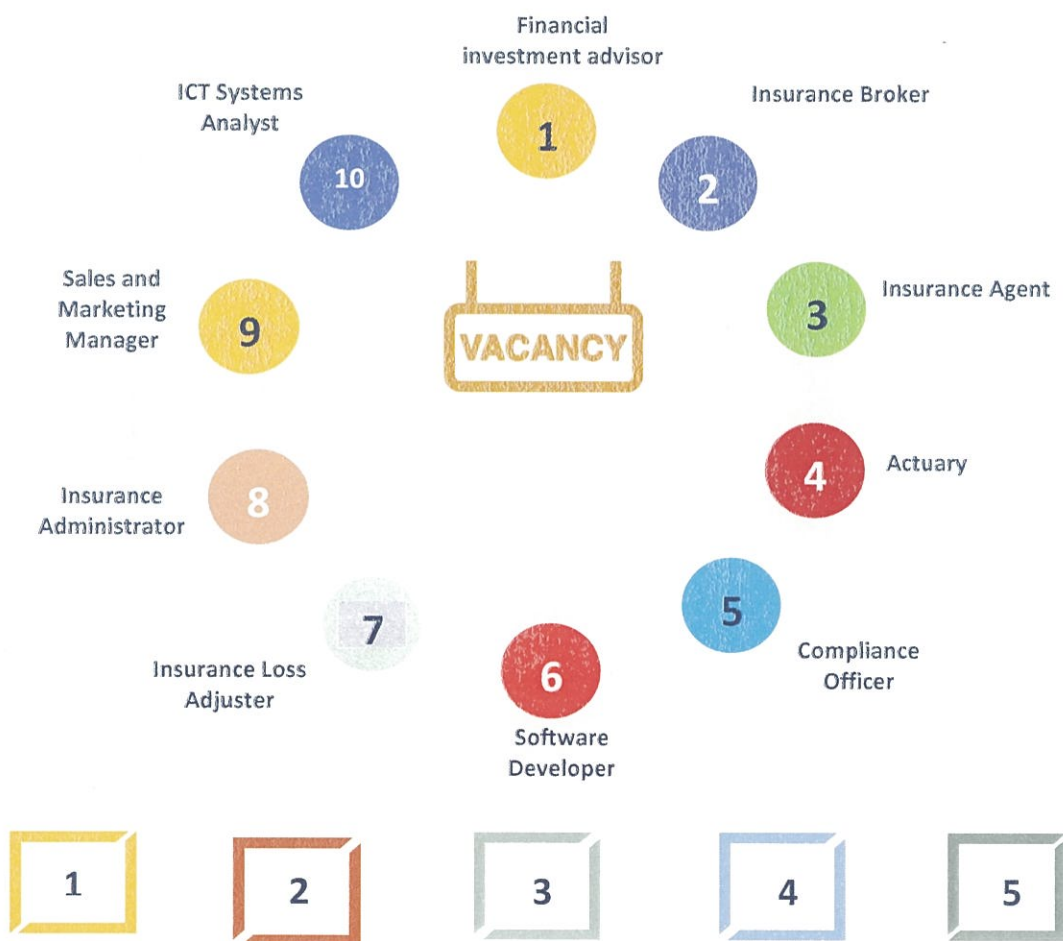 Financial
investment advisor
1
Insurance Broker
2
Insurance Agent
3
Actuary
4
Compliance
Officer
5
Software
Developer
6
Insurance Loss
Adjuster
7
Insurance
Administrator
8
Sales and
Marketing
Manager
9
ICT Systems
Analyst
10
VACANCY
1
2
3
4
5